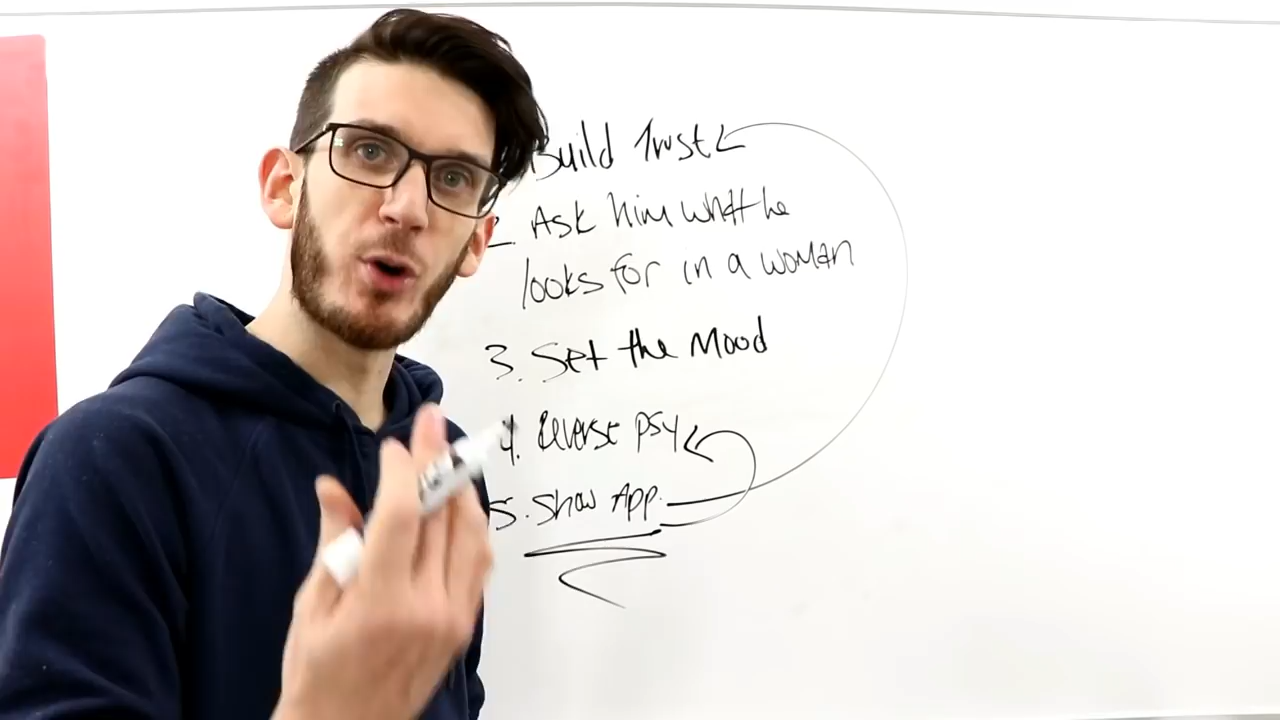 Build Trust
2. Ask him what he
looks for in a woman
3. Set the Mood
4. Reverse psy
5. Show App.